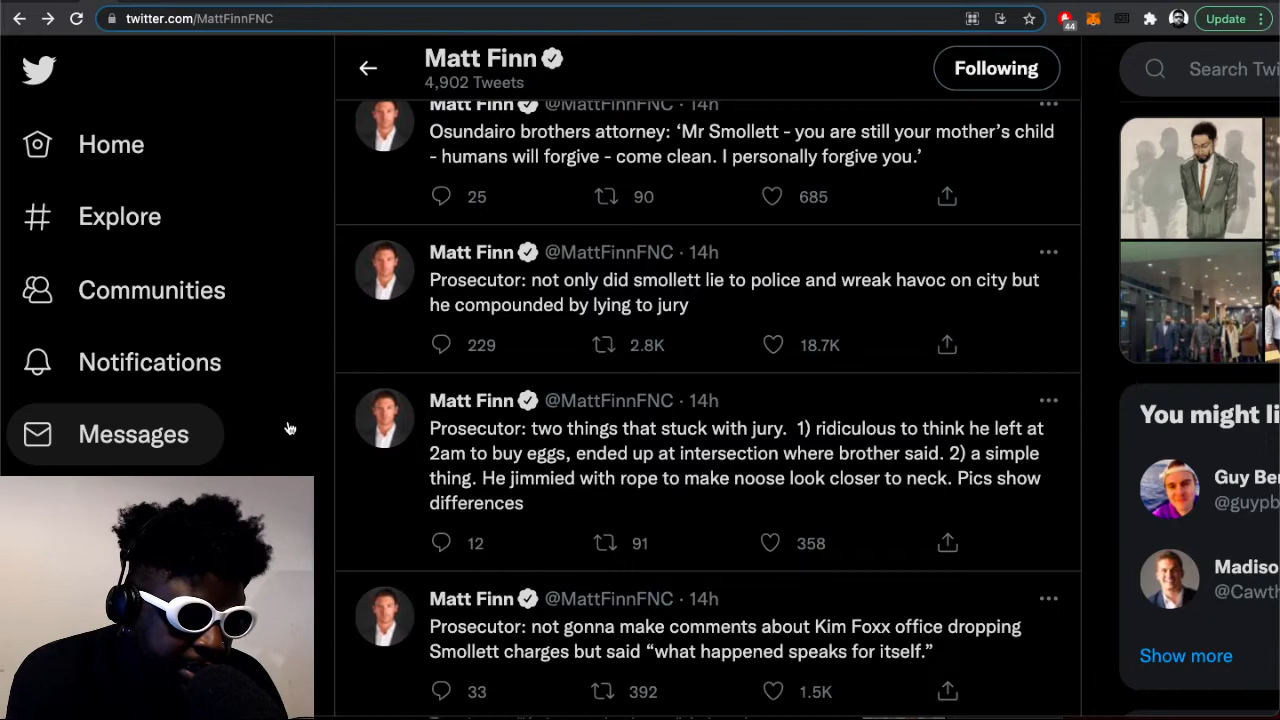 twitter.com/MattFinnFNC
44
Update
Matt Finn
4,902 Tweets
Following
Search Twi
Home
Explore
Communities
Notifications
Messages
Matt Finn @MattFinnFNC · 14h
Osundairo brothers attorney: ‘Mr Smollett - you are still your mother’s child
- humans will forgive - come clean. I personally forgive you.’
25 90 685
Matt Finn @MattFinnFNC · 14h
Prosecutor: not only did smollett lie to police and wreak havoc on city but
he compounded by lying to jury
229 2.8K 18.7K
Matt Finn @MattFinnFNC · 14h
Prosecutor: two things that stuck with jury.  1) ridiculous to think he left at
2am to buy eggs, ended up at intersection where brother said. 2) a simple
thing. He jimmied with rope to make noose look closer to neck. Pics show
differences
12 91 358
Matt Finn @MattFinnFNC · 14h
Prosecutor: not gonna make comments about Kim Foxx office dropping
Smollett charges but said “what happened speaks for itself.”
33 392 1.5K
You might li
Guy Be
@guypb
Madiso
@Cawth
Show more